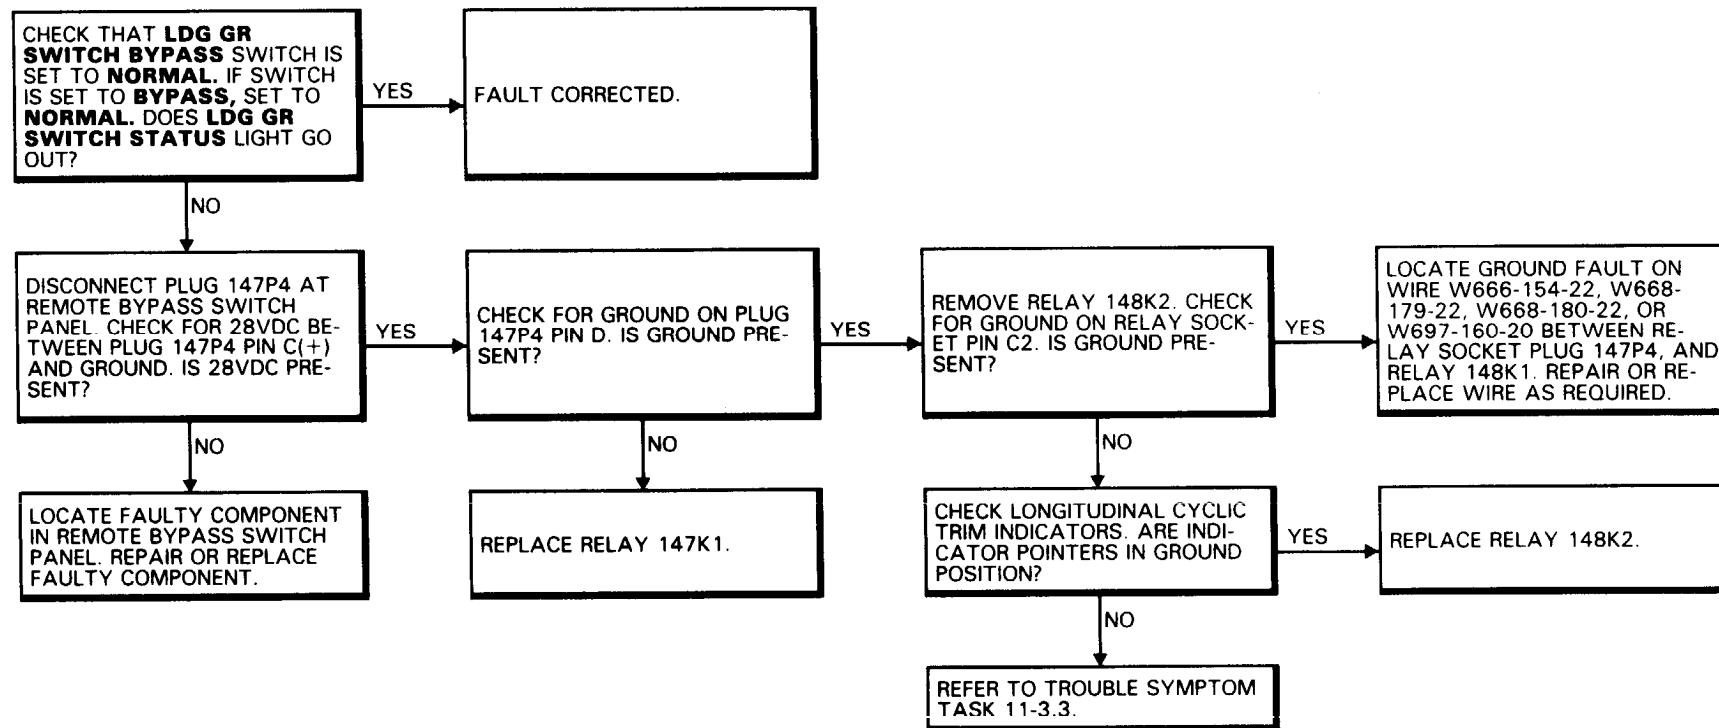 CHECK THAT LDG GR
SWITCH BYPASS SWITCH IS
SET TO NORMAL. IF SWITCH
IS SET TO BYPASS, SET TO
NORMAL. DOES LDG GR
SWITCH STATUS LIGHT GO
OUT?
YES
FAULT CORRECTED.
NO
DISCONNECT PLUG 147P4 AT
REMOTE BYPASS SWITCH
PANEL. CHECK FOR 28VDC BE-
TWEEN PLUG 147P4 PIN C(+)
AND GROUND. IS 28VDC PRE-
SENT?
YES
CHECK FOR GROUND ON PLUG
147P4 PIN D. IS GROUND PRE-
SENT?
YES
REMOVE RELAY 148K2. CHECK
FOR GROUND ON RELAY SOCK-
ET PIN C2. IS GROUND PRE-
SENT?
YES
LOCATE GROUND FAULT ON
WIRE W666-154-22, W668-
179-22, W668-180-22, OR
W697-160-20 BETWEEN RE-
LAY SOCKET PLUG 147P4, AND
RELAY 148K1. REPAIR OR RE-
PLACE WIRE AS REQUIRED.
NO
NO
NO
LOCATE FAULTY COMPONENT
IN REMOTE BYPASS SWITCH
PANEL. REPAIR OR REPLACE
FAULTY COMPONENT.
REPLACE RELAY 147K1.
CHECK LONGITUDINAL CYCLIC
TRIM INDICATORS. ARE INDI-
CATOR POINTERS IN GROUND
POSITION?
YES
REPLACE RELAY 148K2.
NO
REFER TO TROUBLE SYMPTOM
TASK 11-3.3.